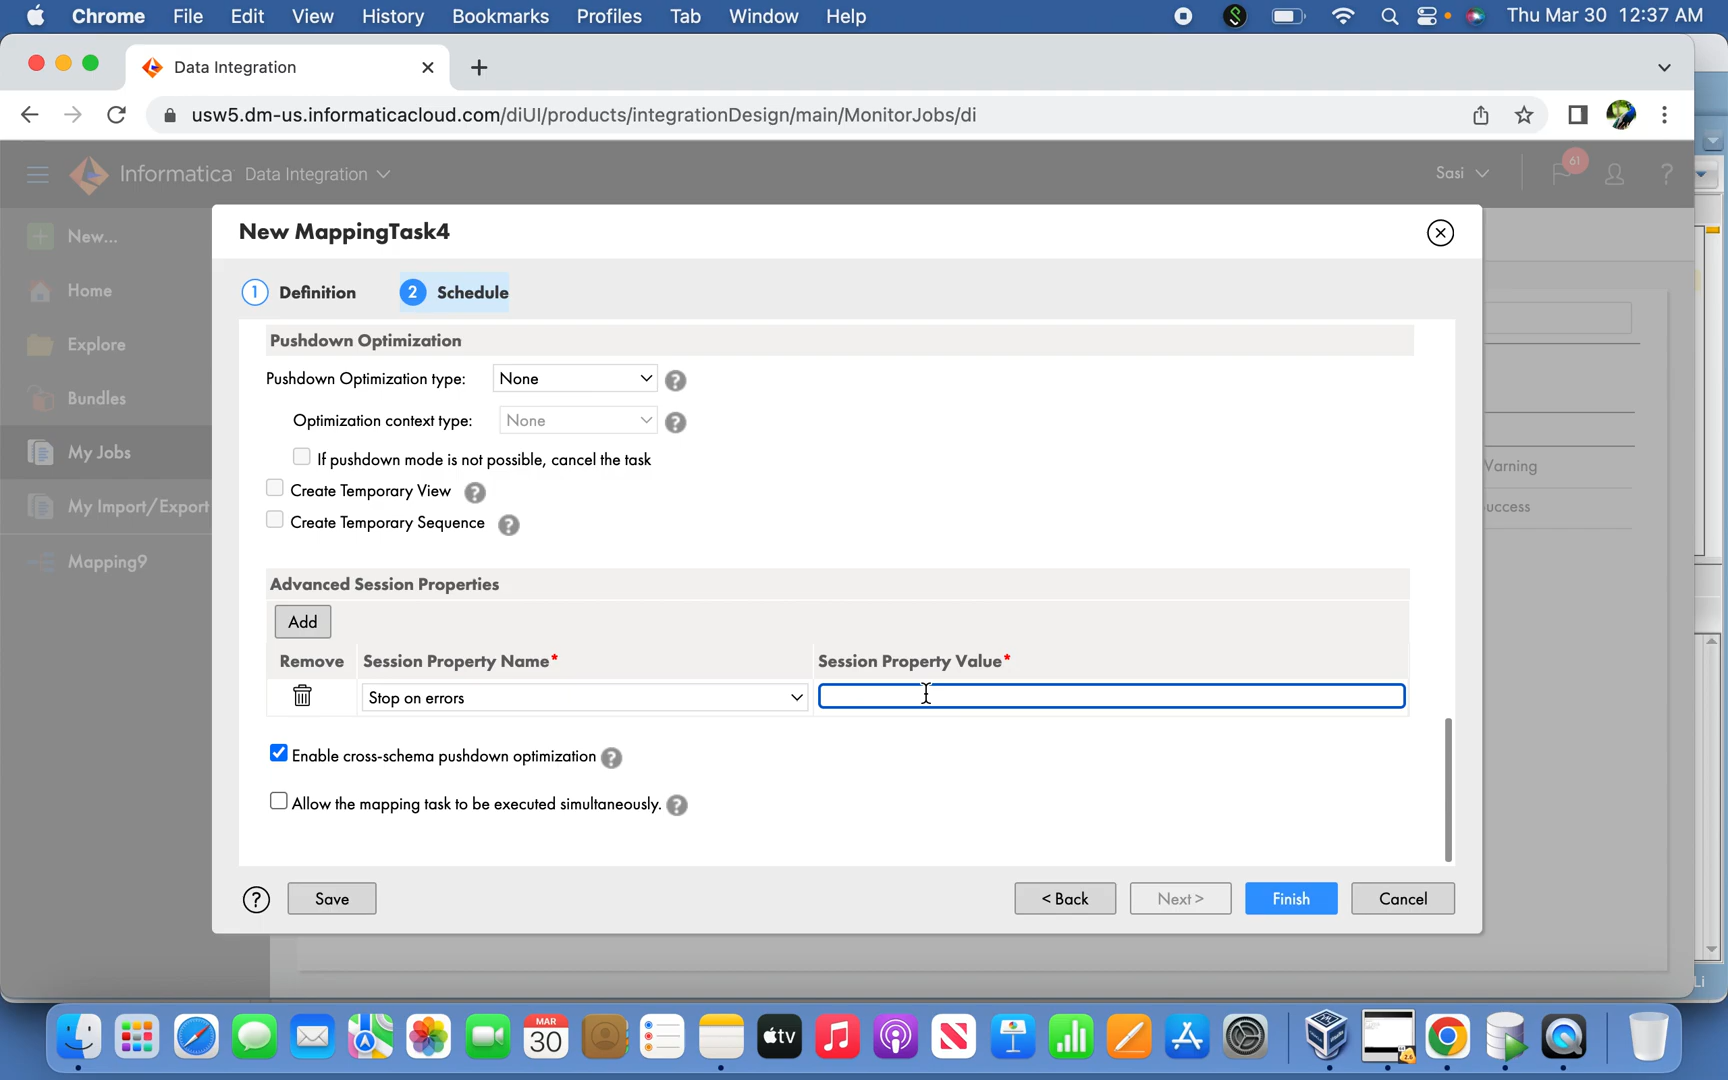 Chrome File Edit View History Bookmarks Profiles Tab Window Help Thu Mar 30 12:37 AM
Data Integration
usw5.dm-us.informaticacloud.com/diUI/products/integrationDesign/main/MonitorJobs/di
Informatica Data Integration Sasi 61 ?
New...
Home
Explore
Bundles
My Jobs
My Import/Export
Mapping9
New MappingTask4
1 Definition 2 Schedule
Pushdown Optimization
Pushdown Optimization type: None ?
Optimization context type: None ?
If pushdown mode is not possible, cancel the task
Create Temporary View ?
Create Temporary Sequence ?
Advanced Session Properties
Add
Remove Session Property Name* Session Property Value*
Stop on errors
Enable cross-schema pushdown optimization ?
Allow the mapping task to be executed simultaneously. ?
? Save < Back Next > Finish Cancel
Varning
uccess
Li
MAR
30
tv